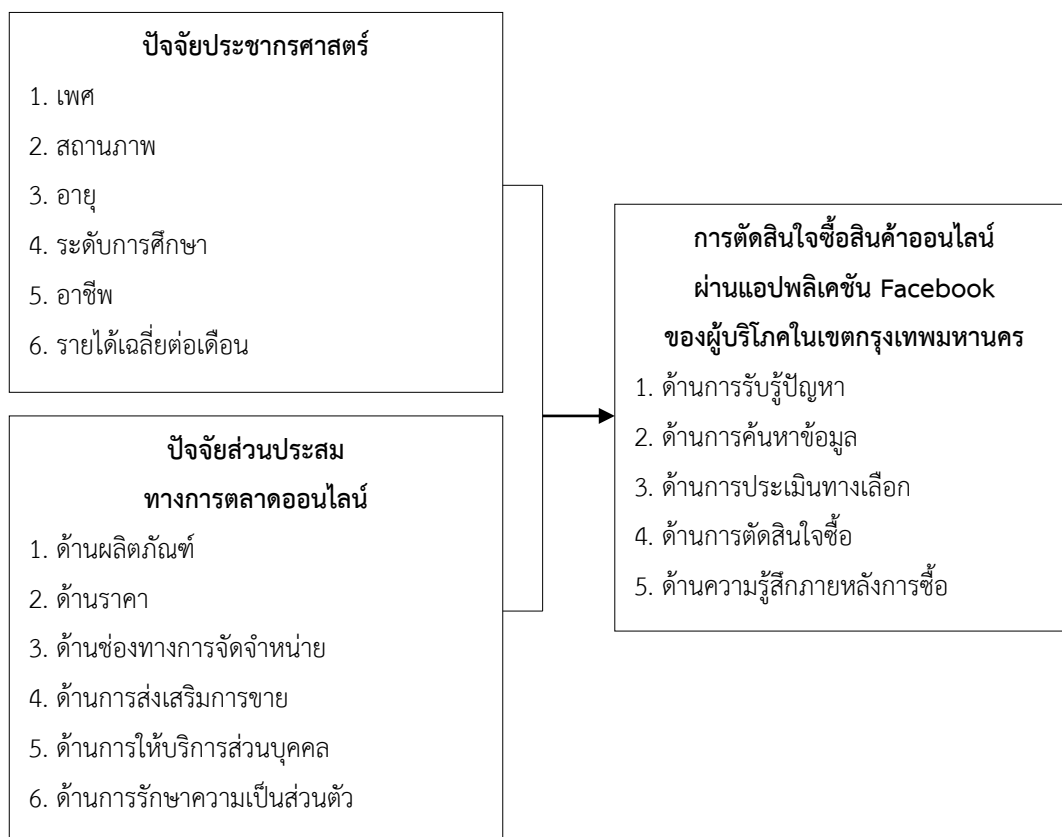 ปัจจัยประชากรศาสตร์
1. เพศ
2. สถานภาพ
3. อายุ
4. ระดับการศึกษา
5. อาชีพ
6. รายได้เฉลี่ยต่อเดือน
ปัจจัยส่วนประสม
ทางการตลาดออนไลน์
1. ด้านผลิตภัณฑ์
2. ด้านราคา
3. ด้านช่องทางการจัดจำหน่าย
4. ด้านการส่งเสริมการขาย
5. ด้านการให้บริการส่วนบุคคล
6. ด้านการรักษาความเป็นส่วนตัว
การตัดสินใจซื้อสินค้าออนไลน์
ผ่านแอปพลิเคชัน Facebook
ของผู้บริโภคในเขตกรุงเทพมหานคร
1. ด้านการรับรู้ปัญหา
2. ด้านการค้นหาข้อมูล
3. ด้านการประเมินทางเลือก
4. ด้านการตัดสินใจซื้อ
5. ด้านความรู้สึกภายหลังการซื้อ